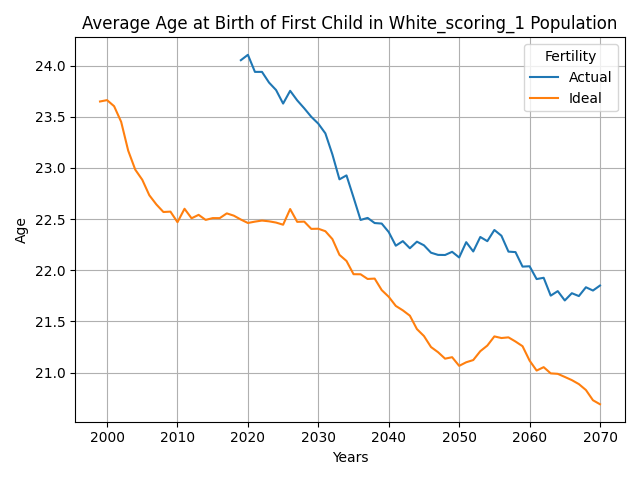 Average Age at Birth of First Child in White_scoring_1 Population
Fertility
Actual
Ideal
Age
24.0
23.5
23.0
22.5
22.0
21.5
21.0
2000 2010 2020 2030 2040 2050 2060 2070
Years